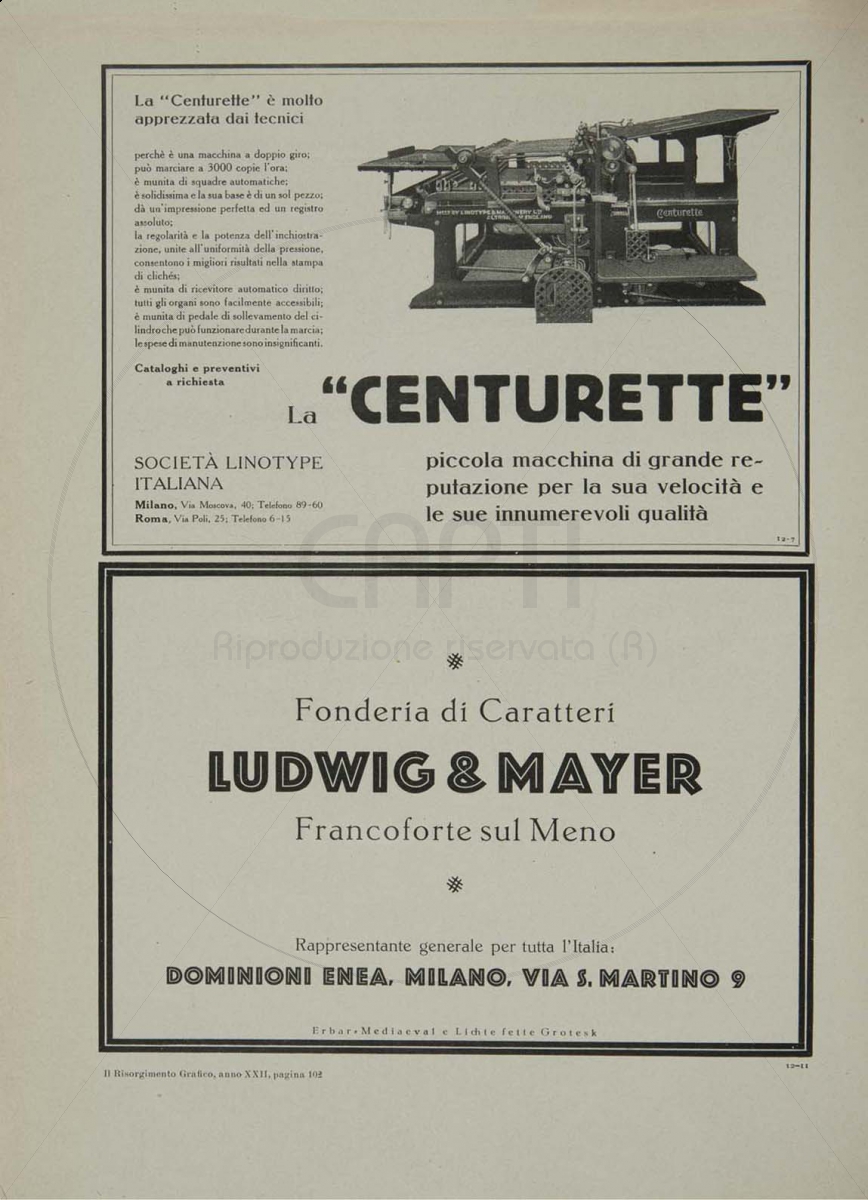 La “Centurette” è molto
apprezzata dai tecnici
perchè è una macchina a doppio giro;
può marciare a 3000 copie l'ora;
è munita di squadre automatiche;
è solidissima e la sua base è di un sol pezzo;
dà un'impressione perfetta ed un registro
assoluto;
la regolarità e la potenza dell'inchiostra-
zione, unite all'uniformità della pressione,
consentono i migliori risultati nella stampa
di clichés;
è munita di ricevitore automatico diritto;
tutti gli organi sono facilmente accessibili;
è munita di pedale di sollevamento del ci-
lindro che può funzionare durante la marcia;
le spese di manutenzione sono insignificanti.
Cataloghi e preventivi
a richiesta
Centurette
La “CENTURETTE”
SOCIETÀ LINOTYPE
ITALIANA
Milano, Via Moscova, 40; Telefono 89-60
Roma, Via Poli, 25; Telefono 6-15
piccola macchina di grande re-
putazione per la sua velocità e
le sue innumerevoli qualità
12-7
CAPTI
Riproduzione riservata (R)
Fonderia di Caratteri
LUDWIG & MAYER
Francoforte sul Meno
Rappresentante generale per tutta l'Italia:
DOMINIONI ENEA, MILANO, VIA S. MARTINO 9
Erbar-Mediaeval e Lichte fette Grotesk
12-11
Il Risorgimento Grafico, anno XXII, pagina 102